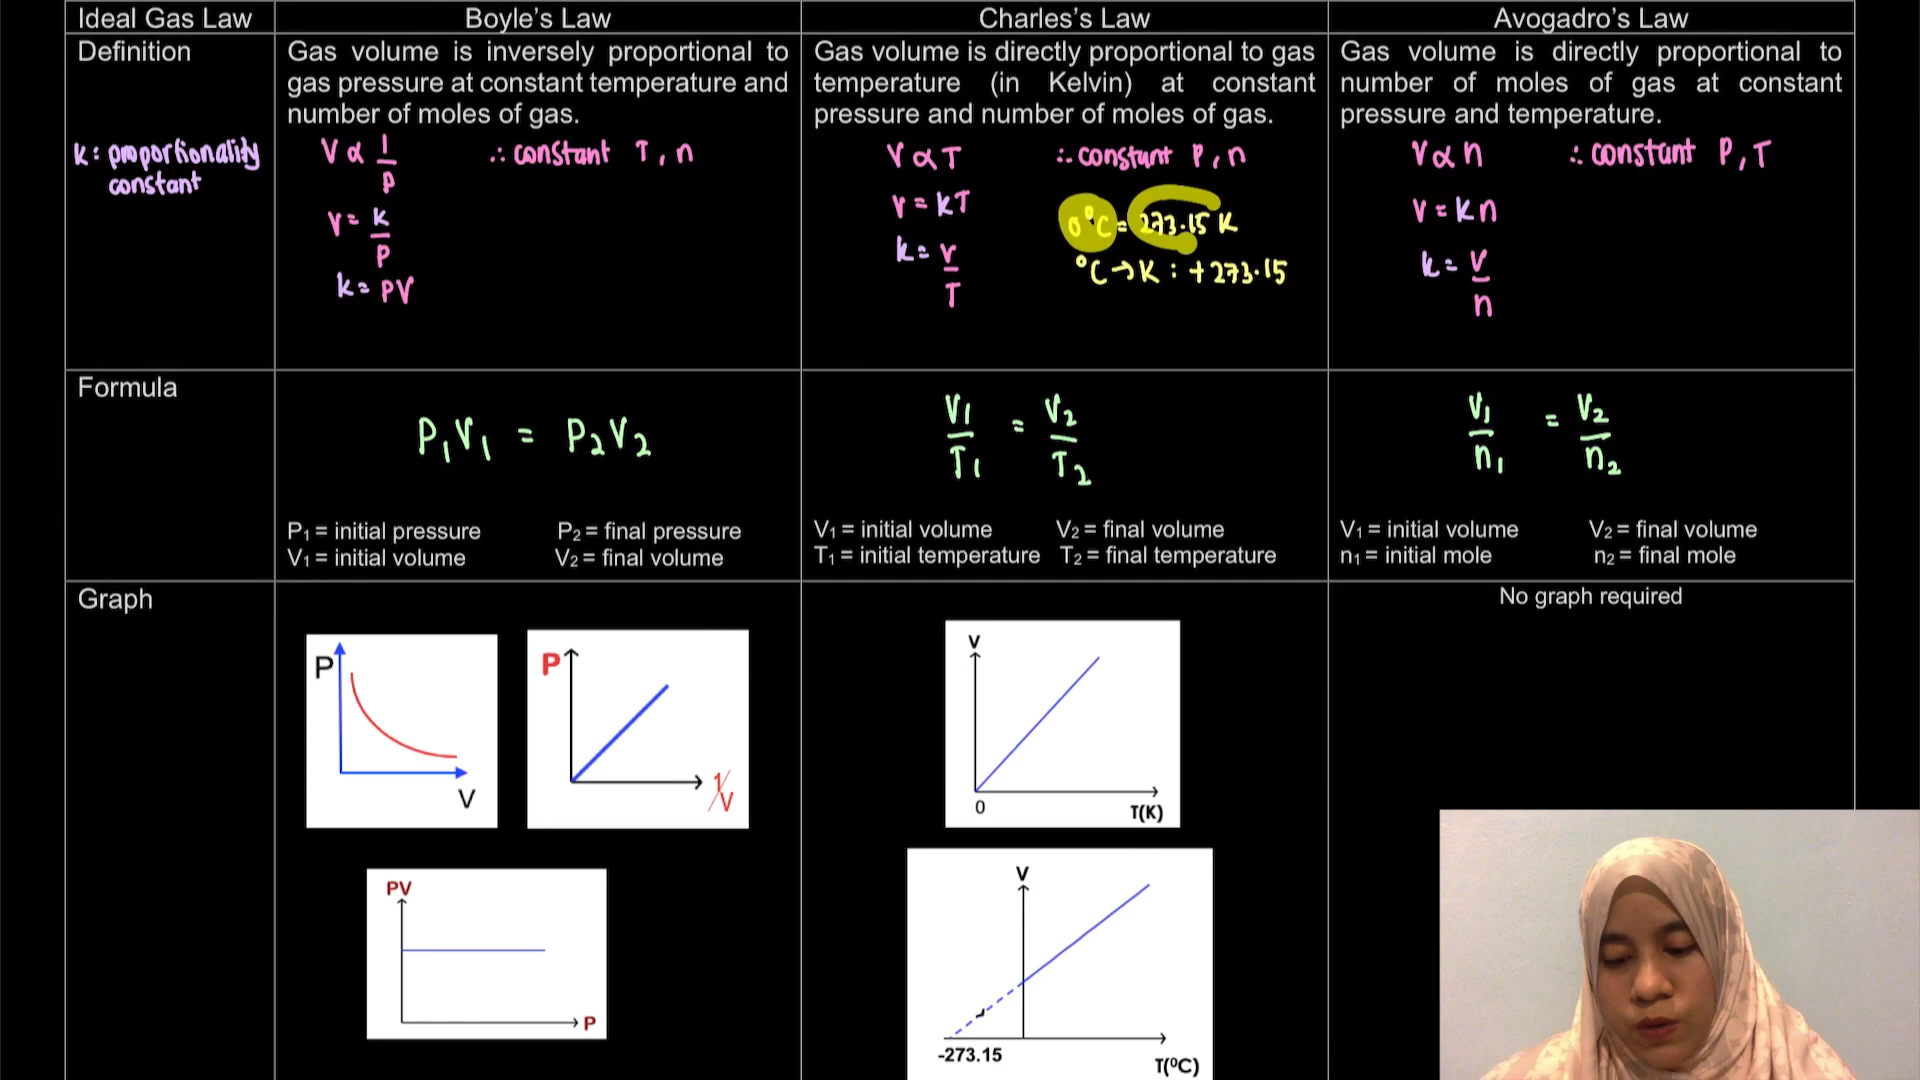 Ideal Gas Law
Boyle’s Law
Charles’s Law
Avogadro’s Law
Definition
k: proportionality
constant
Gas volume is inversely proportional to
gas pressure at constant temperature and
number of moles of gas.
V ∝ 1/P ∴ constant T, n
V = k/P
k = PV
Gas volume is directly proportional to gas
temperature (in Kelvin) at constant
pressure and number of moles of gas.
V ∝ T ∴ constant P, n
V = kT
0°C = 273.15 K
k = V/T
°C → K : +273.15
Gas volume is directly proportional to
number of moles of gas at constant
pressure and temperature.
V ∝ n ∴ constant P, T
V = kn
k = V/n
Formula
P₁V₁ = P₂V₂
P₁ = initial pressure P₂ = final pressure
V₁ = initial volume V₂ = final volume
V₁/T₁ = V₂/T₂
V₁ = initial volume V₂ = final volume
T₁ = initial temperature T₂ = final temperature
V₁/n₁ = V₂/n₂
V₁ = initial volume V₂ = final volume
n₁ = initial mole n₂ = final mole
Graph
P
V
P
1/V
PV
P
V
0
T(K)
V
-273.15
T(⁰C)
No graph required